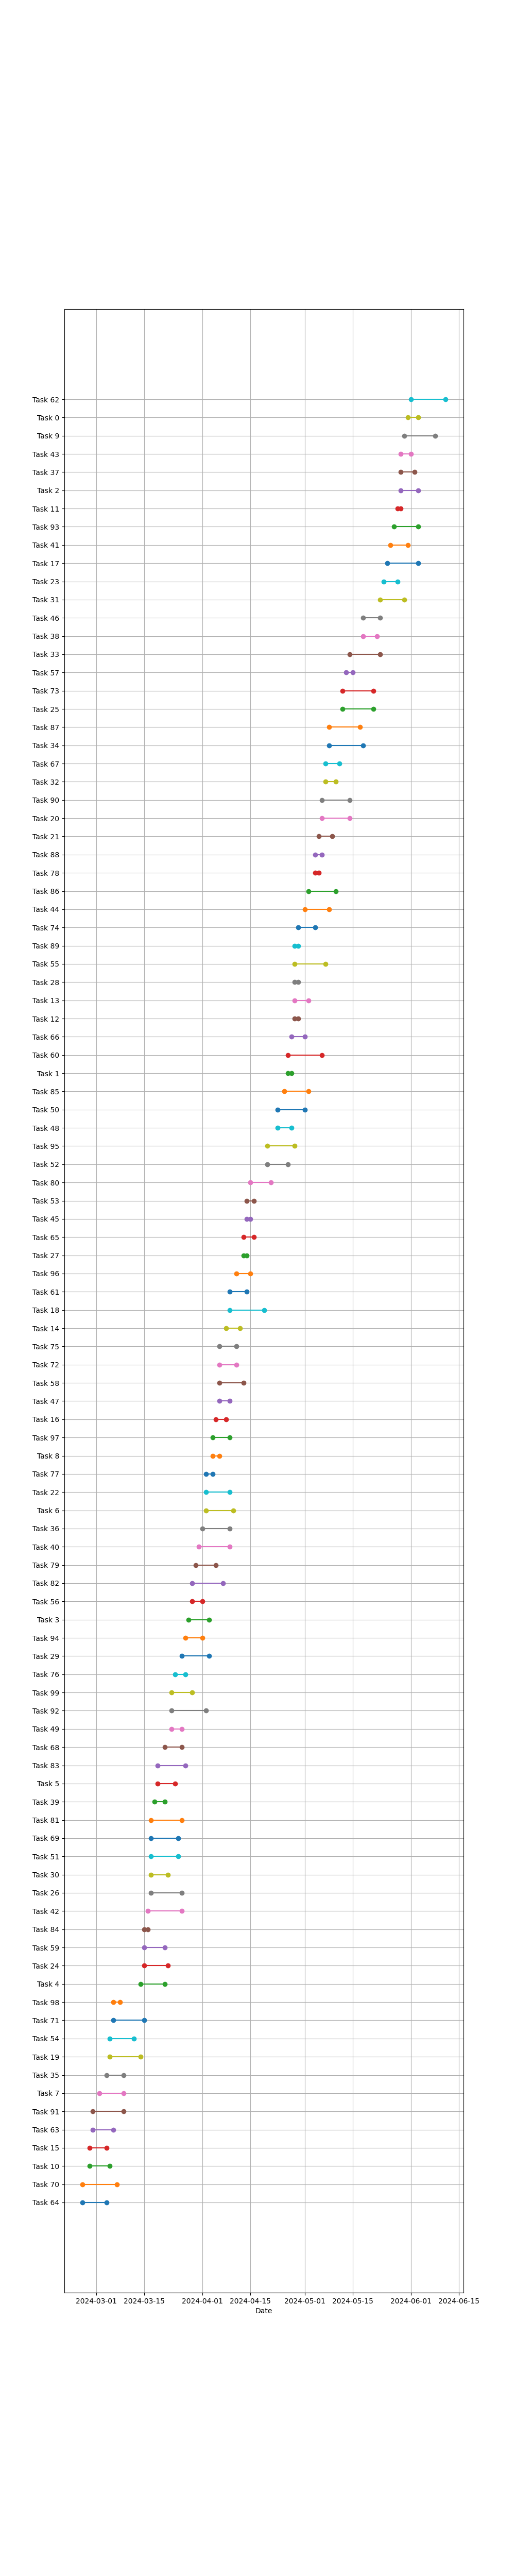 Task 62
Task 0
Task 9
Task 43
Task 37
Task 2
Task 11
Task 93
Task 41
Task 17
Task 23
Task 31
Task 46
Task 38
Task 33
Task 57
Task 73
Task 25
Task 87
Task 34
Task 67
Task 32
Task 90
Task 20
Task 21
Task 88
Task 78
Task 86
Task 44
Task 74
Task 89
Task 55
Task 28
Task 13
Task 12
Task 66
Task 60
Task 1
Task 85
Task 50
Task 48
Task 95
Task 52
Task 80
Task 53
Task 45
Task 65
Task 27
Task 96
Task 61
Task 18
Task 14
Task 75
Task 72
Task 58
Task 47
Task 16
Task 97
Task 8
Task 77
Task 22
Task 6
Task 36
Task 40
Task 79
Task 82
Task 56
Task 3
Task 94
Task 29
Task 76
Task 99
Task 92
Task 49
Task 68
Task 83
Task 5
Task 39
Task 81
Task 69
Task 51
Task 30
Task 26
Task 42
Task 84
Task 59
Task 24
Task 4
Task 98
Task 71
Task 54
Task 19
Task 35
Task 7
Task 91
Task 63
Task 15
Task 10
Task 70
Task 64
2024-03-01 2024-03-15 2024-04-01 2024-04-15 2024-05-01 2024-05-15 2024-06-01 2024-06-15
Date